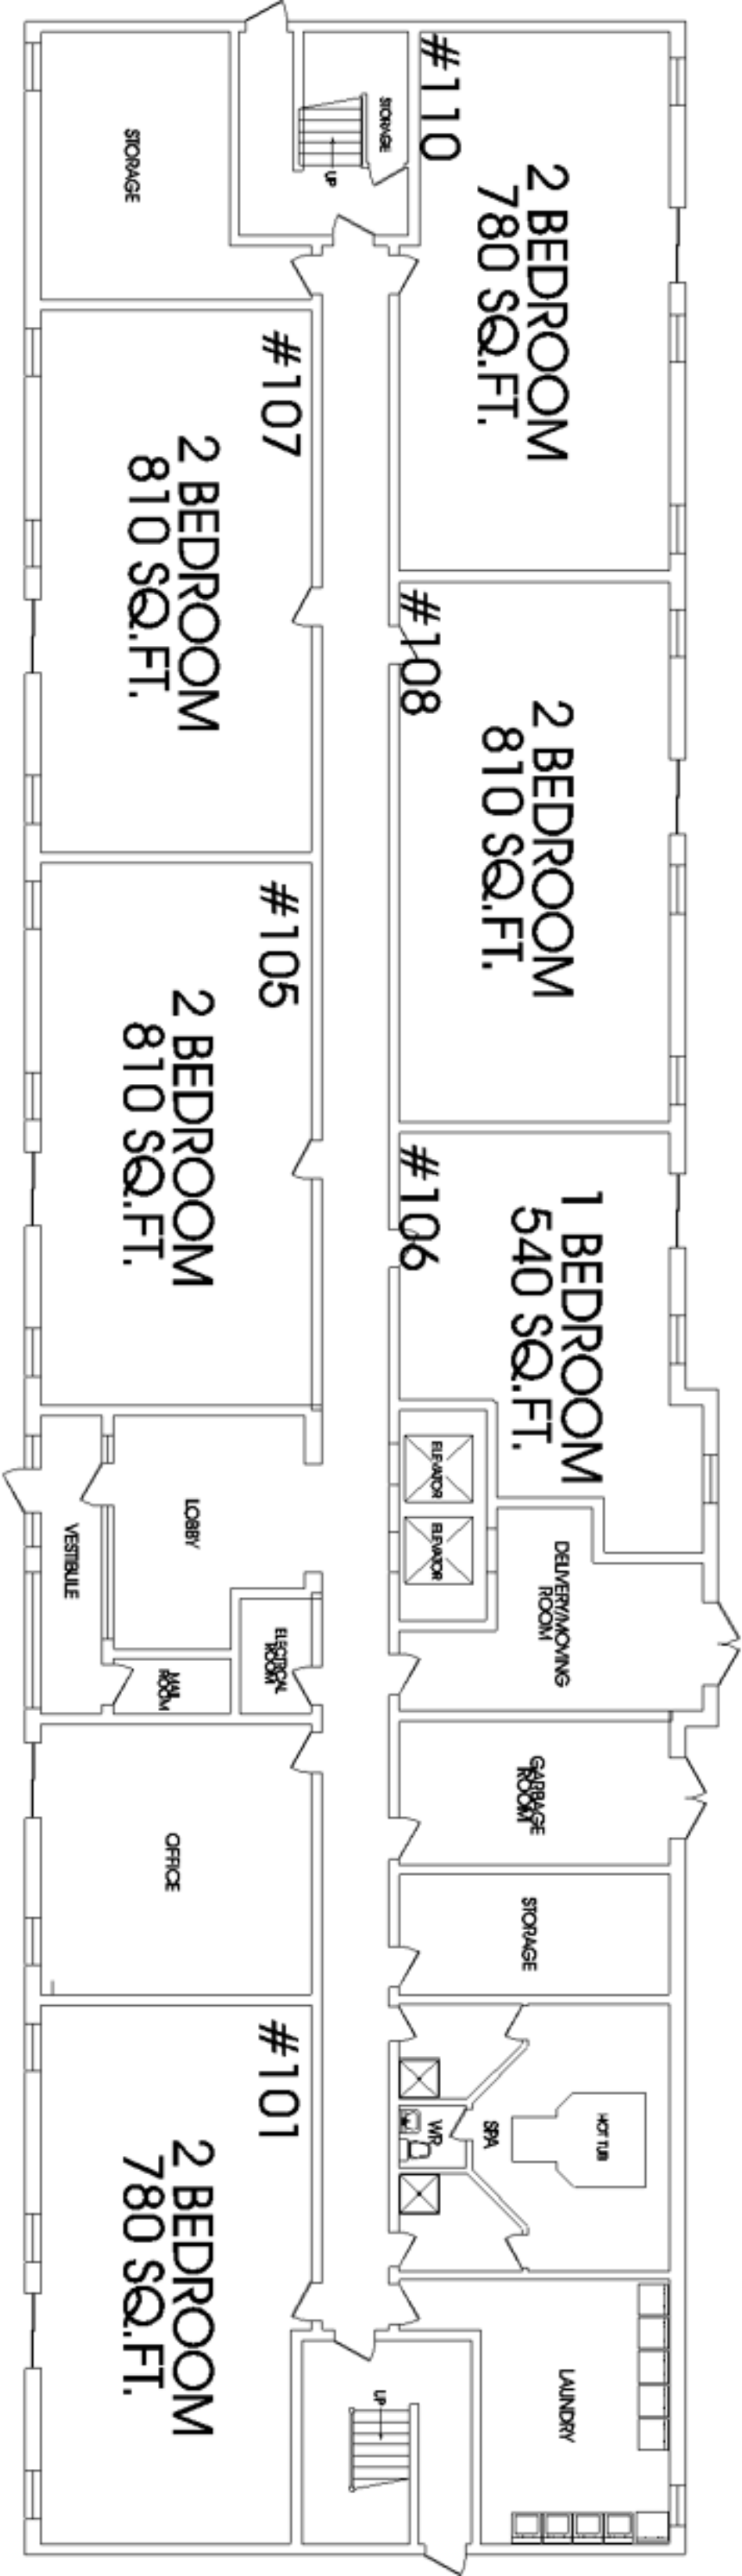 #110
2 BEDROOM
780 SQ.FT.
STORAGE
UP
STORAGE
#107
2 BEDROOM
810 SQ.FT.
#108
2 BEDROOM
810 SQ.FT.
#105
2 BEDROOM
810 SQ.FT.
#106
1 BEDROOM
540 SQ.FT.
ELEVATOR
ELEVATOR
LOBBY
VESTIBULE
DELIVERY/MOVING
ROOM
ELECTRICAL
ROOM
MAIL
ROOM
GARBAGE
ROOM
OFFICE
STORAGE
#101
2 BEDROOM
780 SQ.FT.
HOT TUB
SPA
WR
LAUNDRY
UP